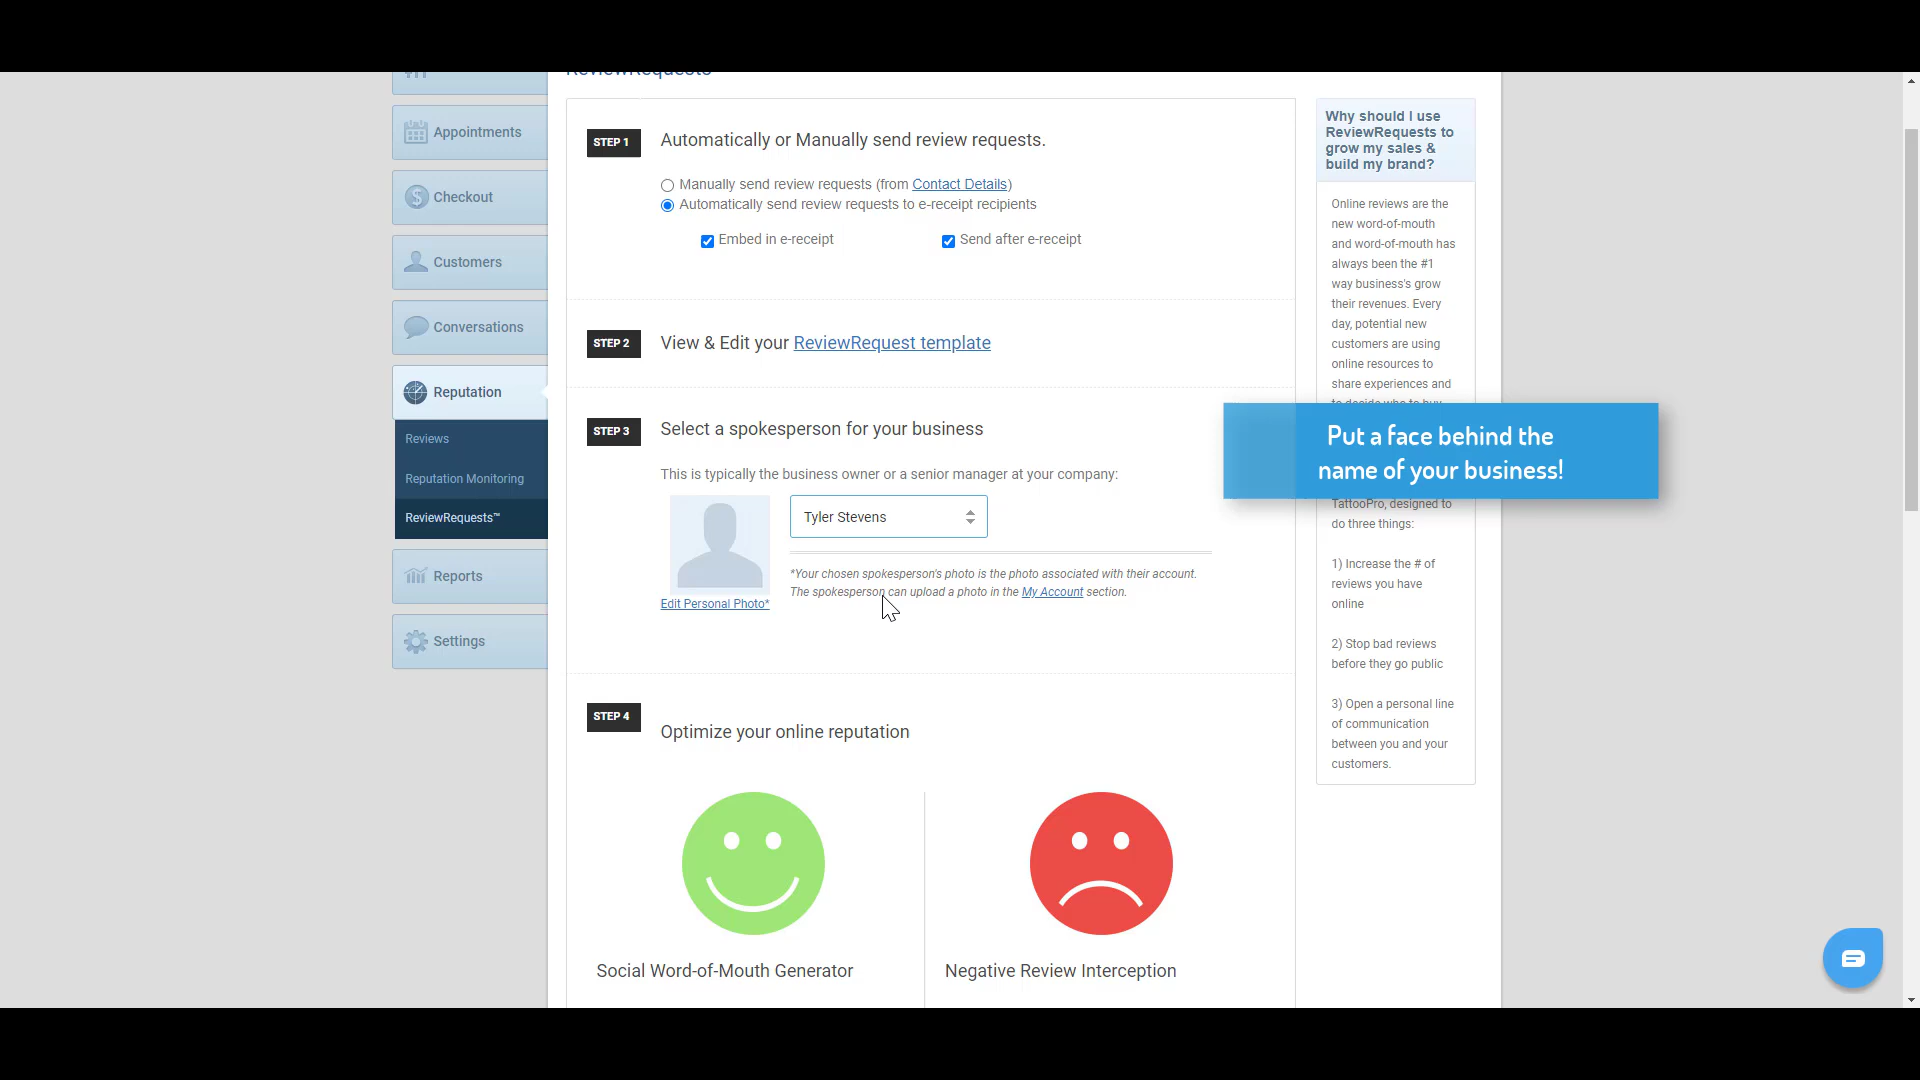 Appointments
Checkout
Customers
Conversations
Reputation
Reviews
Reputation Monitoring
ReviewRequests™
Reports
Settings
ReviewRequests
STEP 1
Automatically or Manually send review requests.
Manually send review requests (from Contact Details)
Automatically send review requests to e-receipt recipients
Embed in e-receipt
Send after e-receipt
STEP 2
View & Edit your ReviewRequest template
STEP 3
Select a spokesperson for your business
This is typically the business owner or a senior manager at your company:
Tyler Stevens
Edit Personal Photo*
*Your chosen spokesperson's photo is the photo associated with their account.
The spokesperson can upload a photo in the My Account section.
STEP 4
Optimize your online reputation
Social Word-of-Mouth Generator
Negative Review Interception
Why should I use
ReviewRequests to
grow my sales &
build my brand?
Online reviews are the
new word-of-mouth
and word-of-mouth has
always been the #1
way business's grow
their revenues. Every
day, potential new
customers are using
online resources to
share experiences and
to decide who to buy
Put a face behind the
name of your business!
TattooPro, designed to
do three things:
1) Increase the # of
reviews you have
online
2) Stop bad reviews
before they go public
3) Open a personal line
of communication
between you and your
customers.